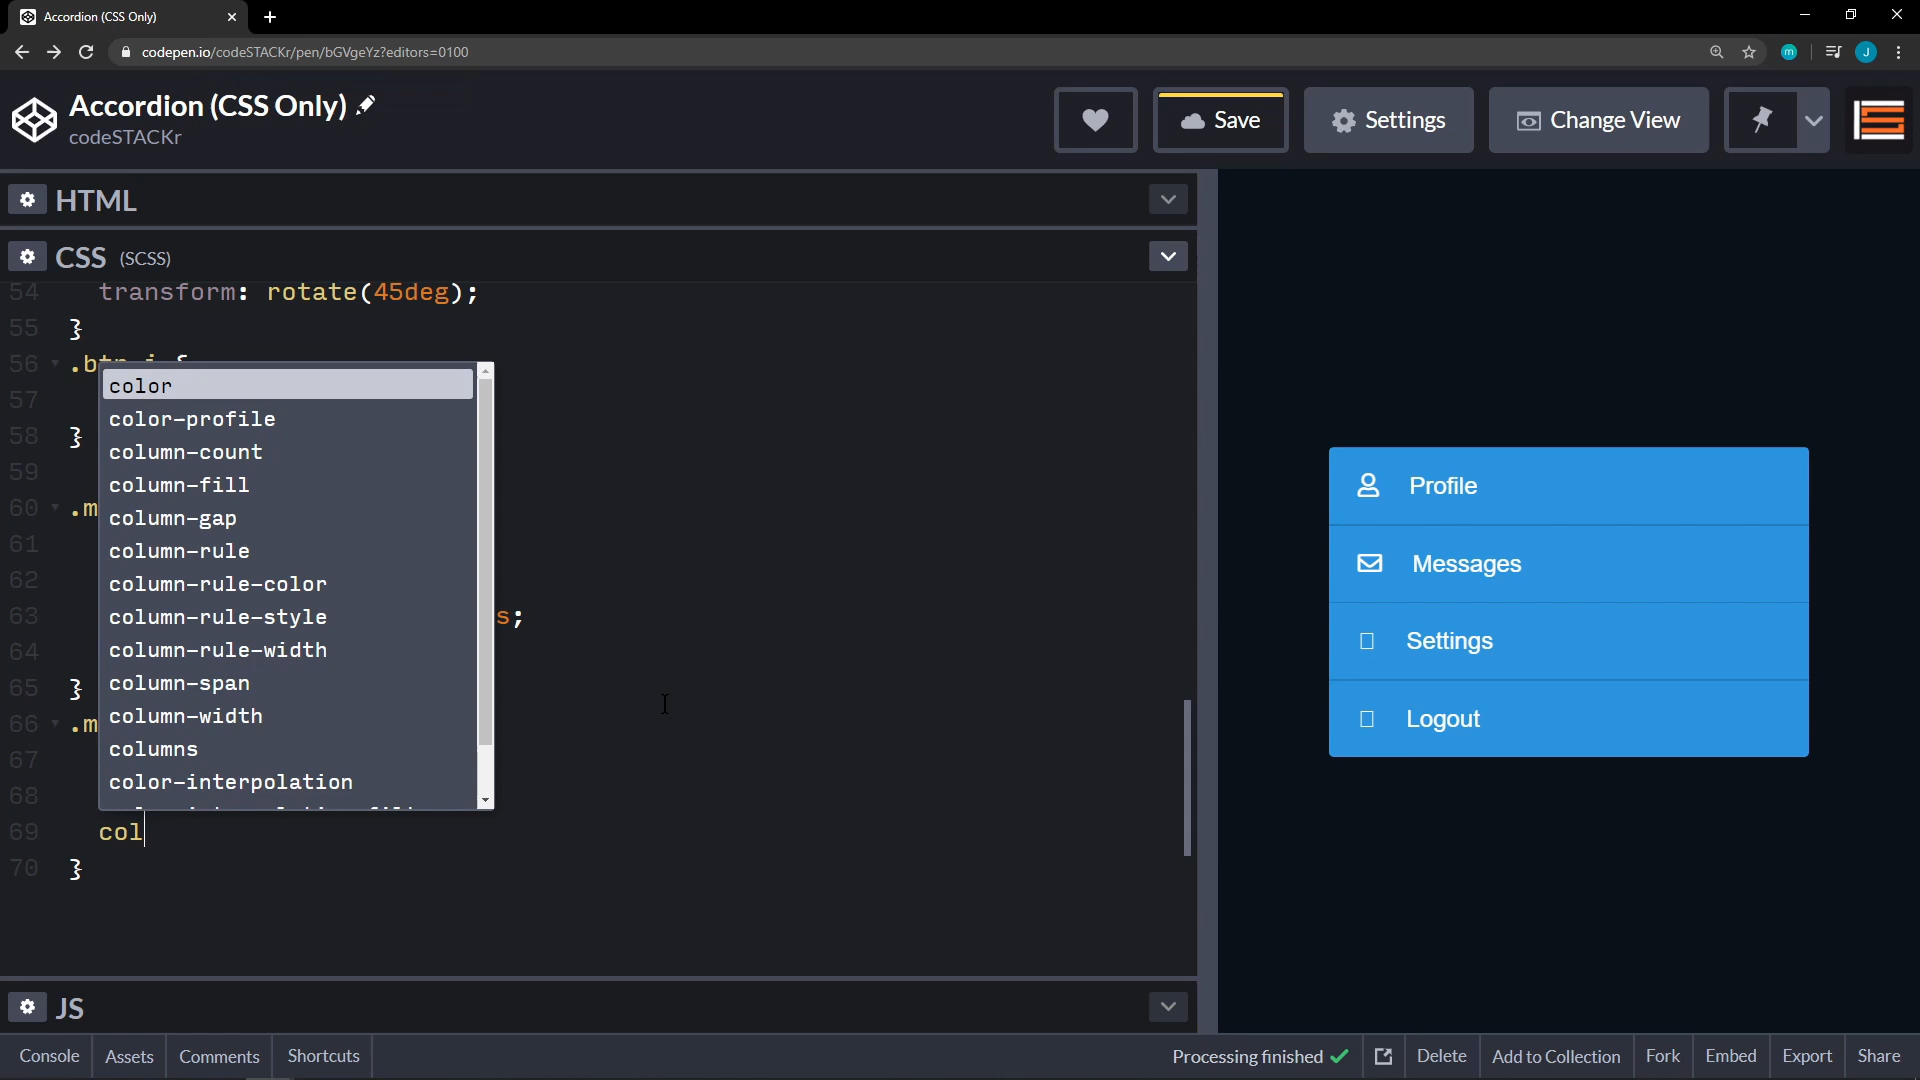 Accordion (CSS Only)
codepen.io/codeSTACKr/pen/bGVgeYz?editors=0100
m
J
Accordion (CSS Only)
codeSTACKr
Save
Settings
Change View
HTML
CSS (SCSS)
54 transform: rotate(45deg);
55 }
56
57
58 }
59
60 .m
61
62
63 s;
64
65 }
66 .m
67
68
69 col
70 }
color
color-profile
column-count
column-fill
column-gap
column-rule
column-rule-color
column-rule-style
column-rule-width
column-span
column-width
columns
color-interpolation
Profile
Messages
Settings
Logout
JS
Console
Assets
Comments
Shortcuts
Processing finished
Delete
Add to Collection
Fork
Embed
Export
Share